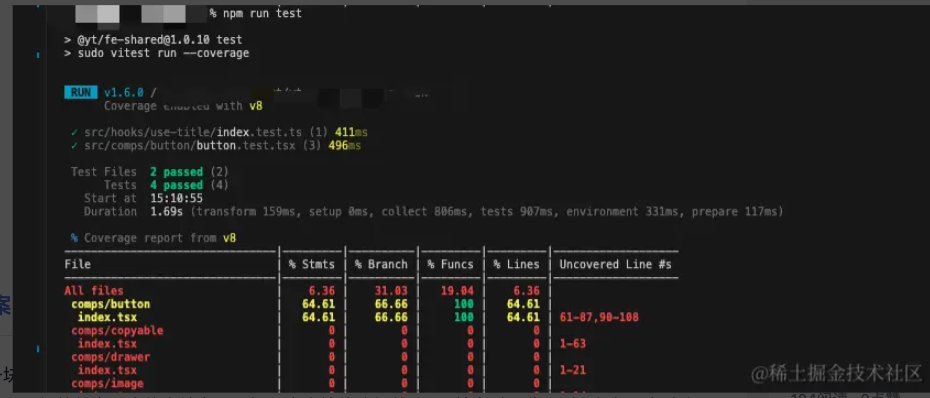 % npm run test
> @yt/fe-shared@1.0.10 test
> sudo vitest run --coverage
RUN v1.6.0 /
Coverage enabled with v8
✓ src/hooks/use-title/index.test.ts (1) 411ms
✓ src/comps/button/button.test.tsx (3) 496ms
Test Files 2 passed (2)
Tests 4 passed (4)
Start at 15:10:55
Duration 1.69s (transform 159ms, setup 0ms, collect 806ms, tests 907ms, environment 331ms, prepare 117ms)
% Coverage report from v8
File | % Stmts | % Branch | % Funcs | % Lines | Uncovered Line #s
All files | 6.36 | 31.03 | 19.04 | 6.36 |
comps/button | 64.61 | 66.66 | 100 | 64.61 |
index.tsx | 64.61 | 66.66 | 100 | 64.61 | 61-87,90-108
comps/copyable | 0 | 0 | 0 | 0 |
index.tsx | 0 | 0 | 0 | 0 | 1-63
comps/drawer | 0 | 0 | 0 | 0 |
index.tsx | 0 | 0 | 0 | 0 | 1-21
comps/image | 0 | 0 | 0 | 0 |
@稀土掘金技术社区